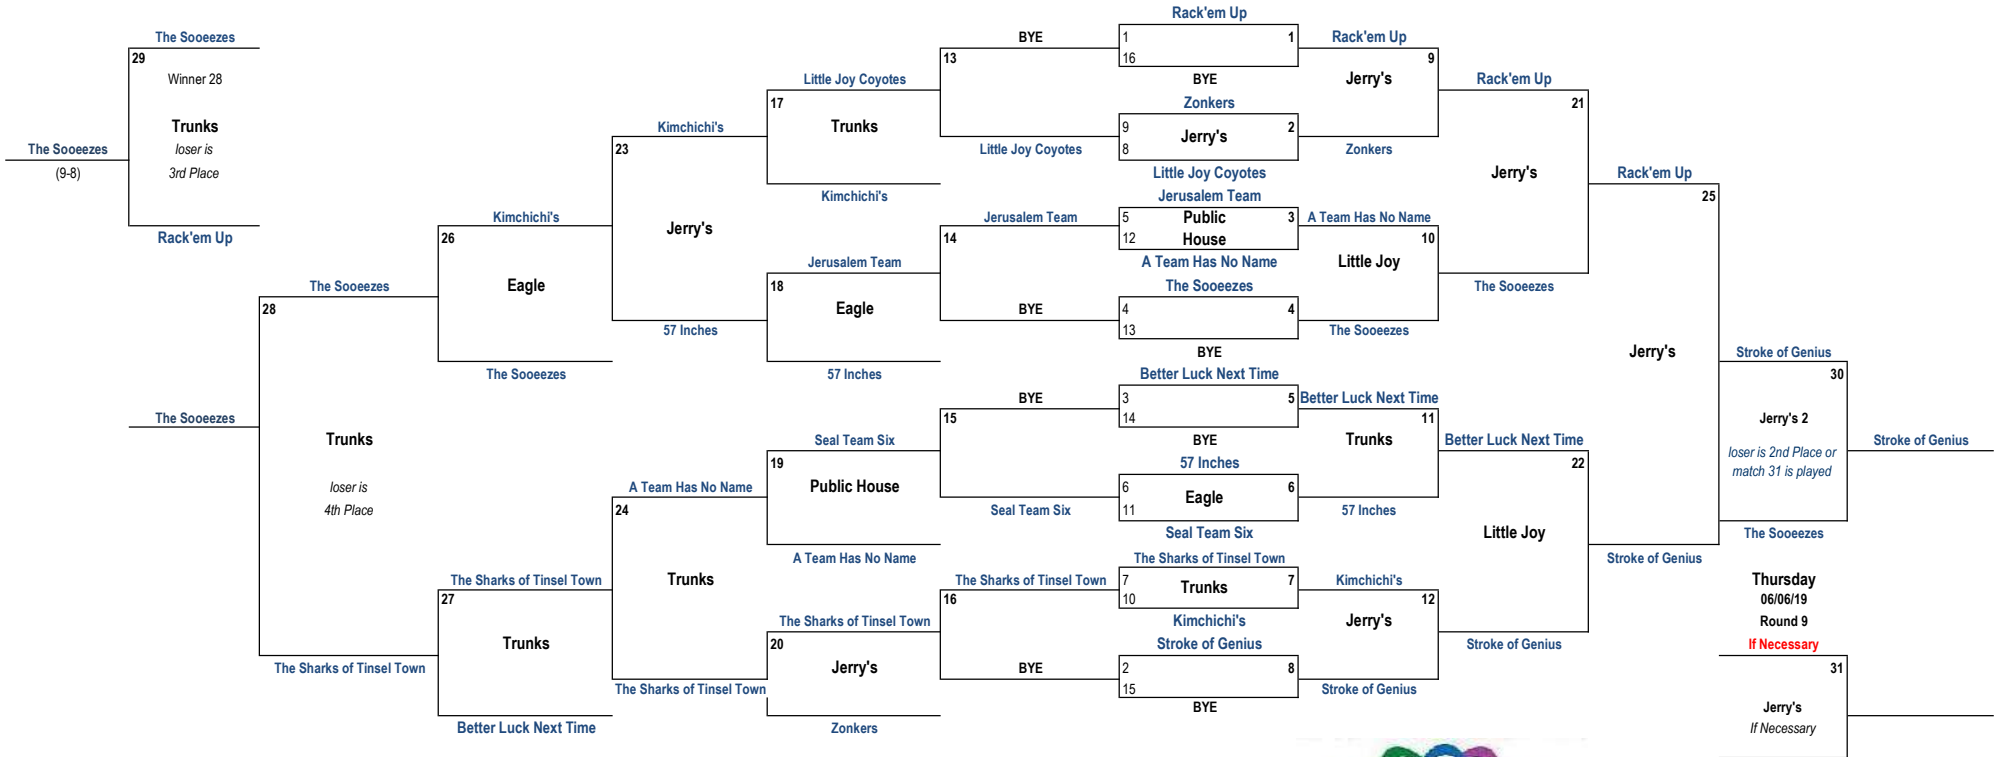 The Sooeezes
29
Winner 28
Trunks
loser is
3rd Place
The Sooeezes
(9-8)
Rack'em Up
The Sooeezes
28
Trunks
loser is
4th Place
The Sooeezes
The Sharks of Tinsel Town
Kimchichi's
26
Eagle
The Sooeezes
The Sharks of Tinsel Town
27
Trunks
Better Luck Next Time
Kimchichi's
23
Jerry's
57 Inches
A Team Has No Name
24
Trunks
The Sharks of Tinsel Town
Little Joy Coyotes
17
Trunks
Kimchichi's
Jerusalem Team
18
Eagle
57 Inches
Seal Team Six
19
Public House
A Team Has No Name
The Sharks of Tinsel Town
20
Jerry's
Zonkers
BYE
13
Little Joy Coyotes
Jerusalem Team
14
BYE
BYE
15
Seal Team Six
The Sharks of Tinsel Town
16
BYE
Rack'em Up
1 1
16
BYE
Zonkers
9 2
Jerry's
8
Little Joy Coyotes
Jerusalem Team
5 Public 3
12 House
A Team Has No Name
The Sooeezes
4 4
13
BYE
Better Luck Next Time
3 5
14
BYE
57 Inches
6 6
Eagle
11
Seal Team Six
The Sharks of Tinsel Town
7 7
Trunks
10
Kimchichi's
Stroke of Genius
2 8
15
BYE
Rack'em Up
9
Jerry's
Zonkers
A Team Has No Name
10
Little Joy
The Sooeezes
Better Luck Next Time
11
Trunks
57 Inches
Kimchichi's
12
Jerry's
Stroke of Genius
Rack'em Up
21
Jerry's
The Sooeezes
Better Luck Next Time
22
Little Joy
Stroke of Genius
Rack'em Up
25
Jerry's
Stroke of Genius
Stroke of Genius
30
Jerry's 2
loser is 2nd Place or
match 31 is played
Stroke of Genius
The Sooeezes
Thursday
06/06/19
Round 9
If Necessary
31
Jerry's
If Necessary